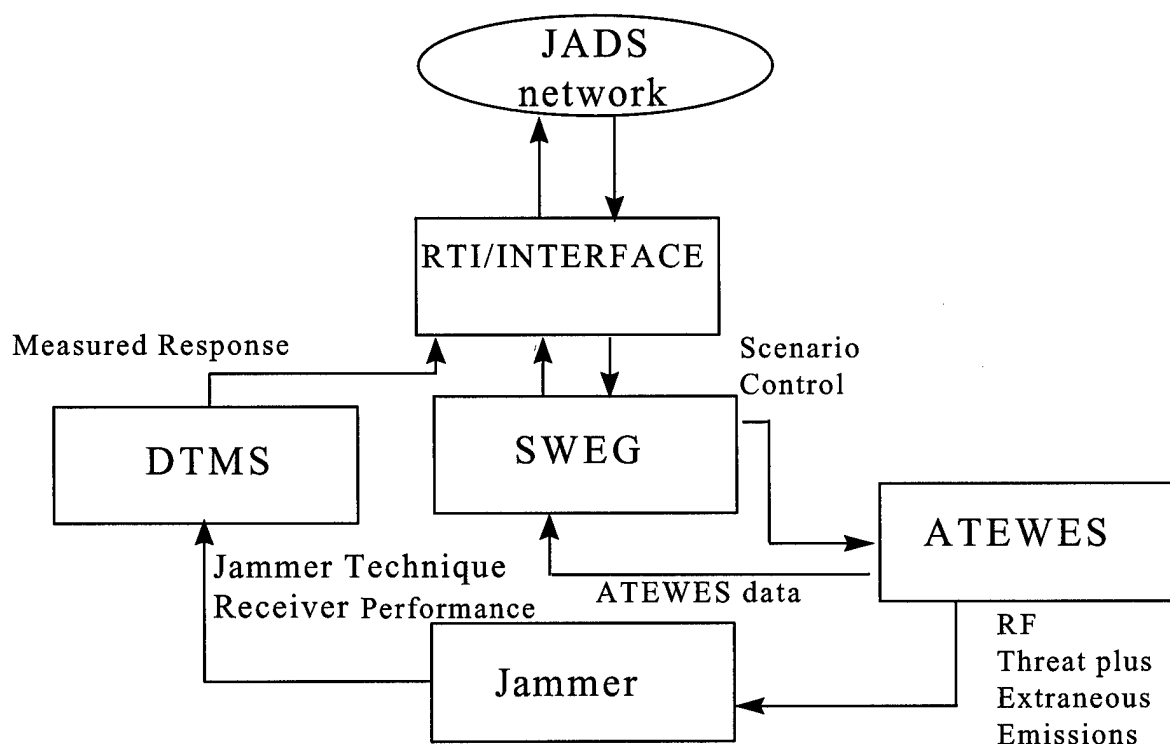 JADS
network
RTI/INTERFACE
Measured Response
Scenario
Control
DTMS
SWEG
ATEWES
Jammer Technique
Receiver Performance
ATEWES data
Jammer
RF
Threat plus
Extraneous
Emissions